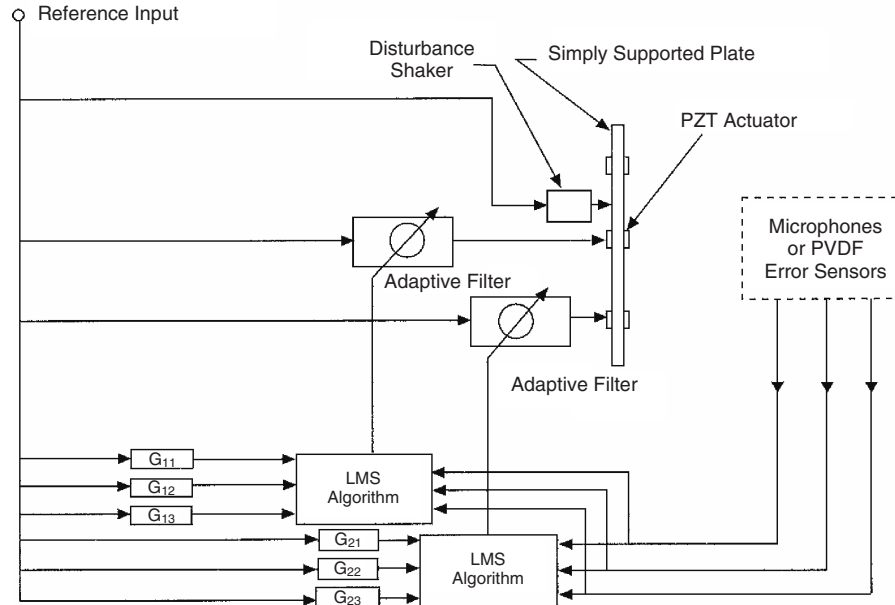 Reference Input
Disturbance
Shaker
Simply Supported Plate
PZT Actuator
Microphones
or PVDF
Error Sensors
Adaptive Filter
Adaptive Filter
G11
G12
G13
LMS
Algorithm
G21
G22
G23
LMS
Algorithm